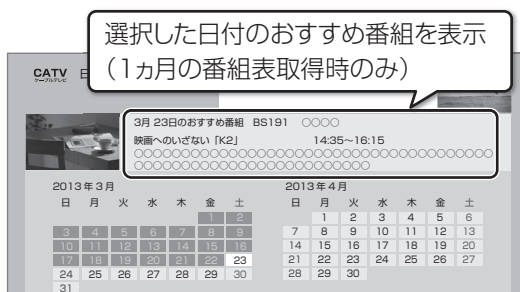 選択した日付のおすすめ番組を表示
（1ヵ月の番組表取得時のみ）
CATV
ケーブルテレビ
3月 23日のおすすめ番組 BS191 ○○○○
映画へのいざない「K2」 14:35～16:15
○○○○○○○○○○○○○○○○○○○○○○○○○○○○○○○○○○○○○
○○○○○○○○○○○○○○○○○○○○○○○○
2013年3月
日 月 火 水 木 金 土
1 2
3 4 5 6 7 8 9
10 11 12 13 14 15 16
17 18 19 20 21 22 23
24 25 26 27 28 29 30
31
2013年4月
日 月 火 水 木 金 土
1 2 3 4 5 6
7 8 9 10 11 12 13
14 15 16 17 18 19 20
21 22 23 24 25 26 27
28 29 30